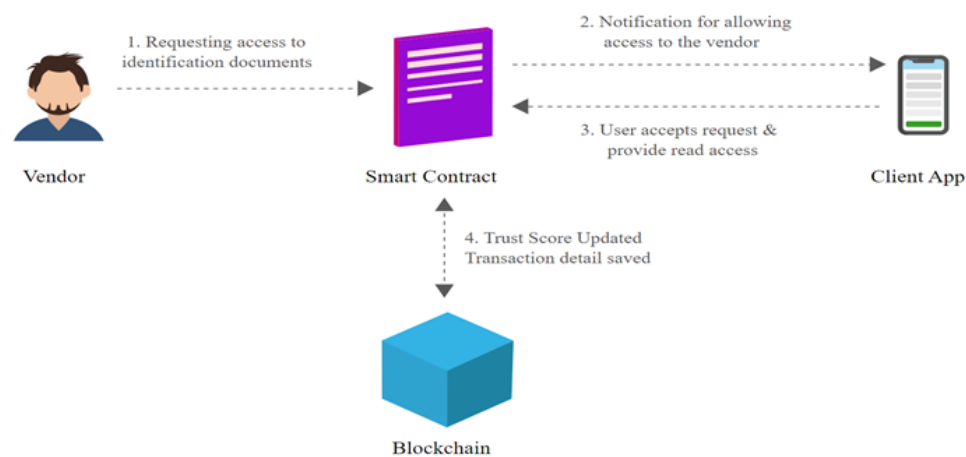 1. Requesting access to
identification documents
2. Notification for allowing
access to the vendor
3. User accepts request &
provide read access
Vendor
Smart Contract
Client App
4. Trust Score Updated
Transaction detail saved
Blockchain